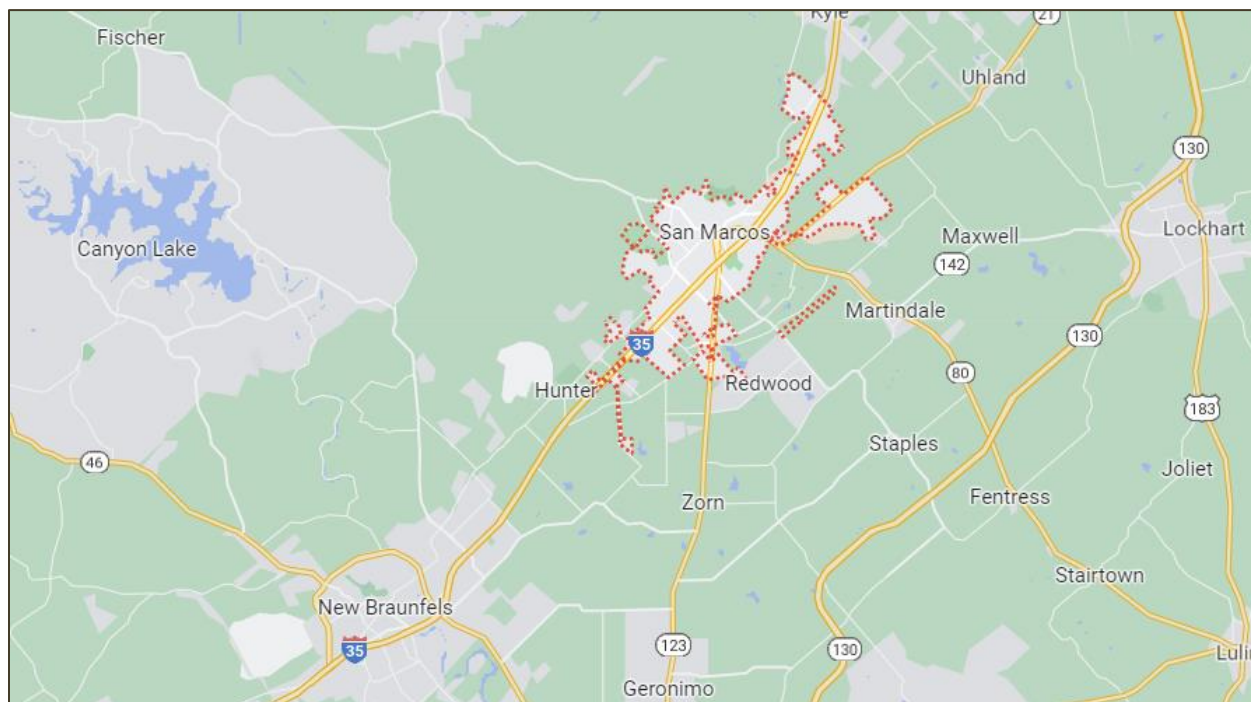 Kyle
21
Fischer
Uhland
130
San Marcos
Maxwell
Lockhart
Canyon Lake
142
Martindale
130
35
Hunter
Redwood
80
183
Staples
46
Joliet
Zorn
Fentress
Stairtown
New Braunfels
35
123
130
Lulin
Geronimo